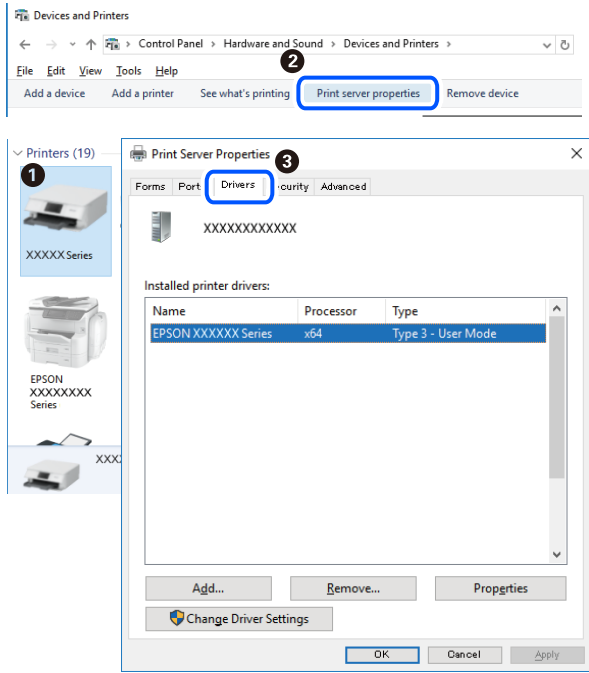 Devices and Printers
Control Panel > Hardware and Sound > Devices and Printers >
2
File Edit View Tools Help
Add a device Add a printer See what's printing Print server properties Remove device
Printers (19)
1
XXXXX Series
EPSON
XXXXXXXX
Series
XXX
Print Server Properties
3
Forms Port Drivers curity Advanced
XXXXXXXXXXXX
Installed printer drivers:
Name Processor Type
EPSON XXXXXX Series x64 Type 3 - User Mode
Add... Remove... Properties
Change Driver Settings
OK Cancel Apply